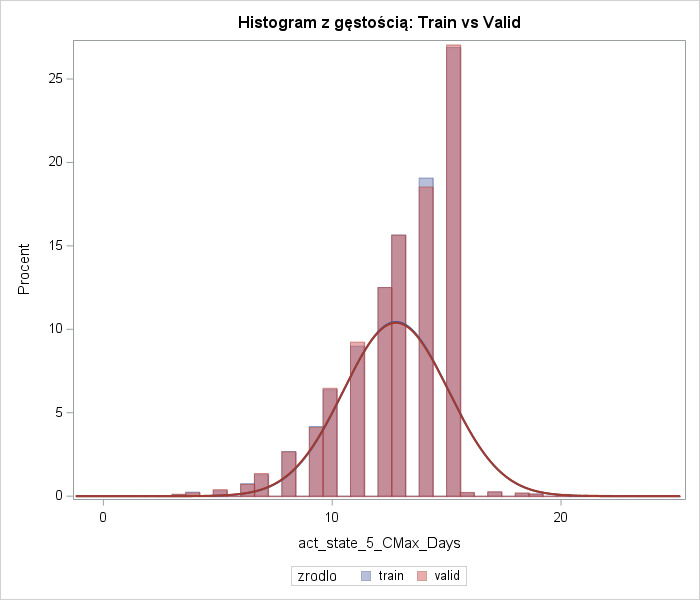 Histogram z gęstością: Train vs Valid
25
20
15
10
5
0
Procent
0 10 20
act_state_5_CMax_Days
zrodlo train valid